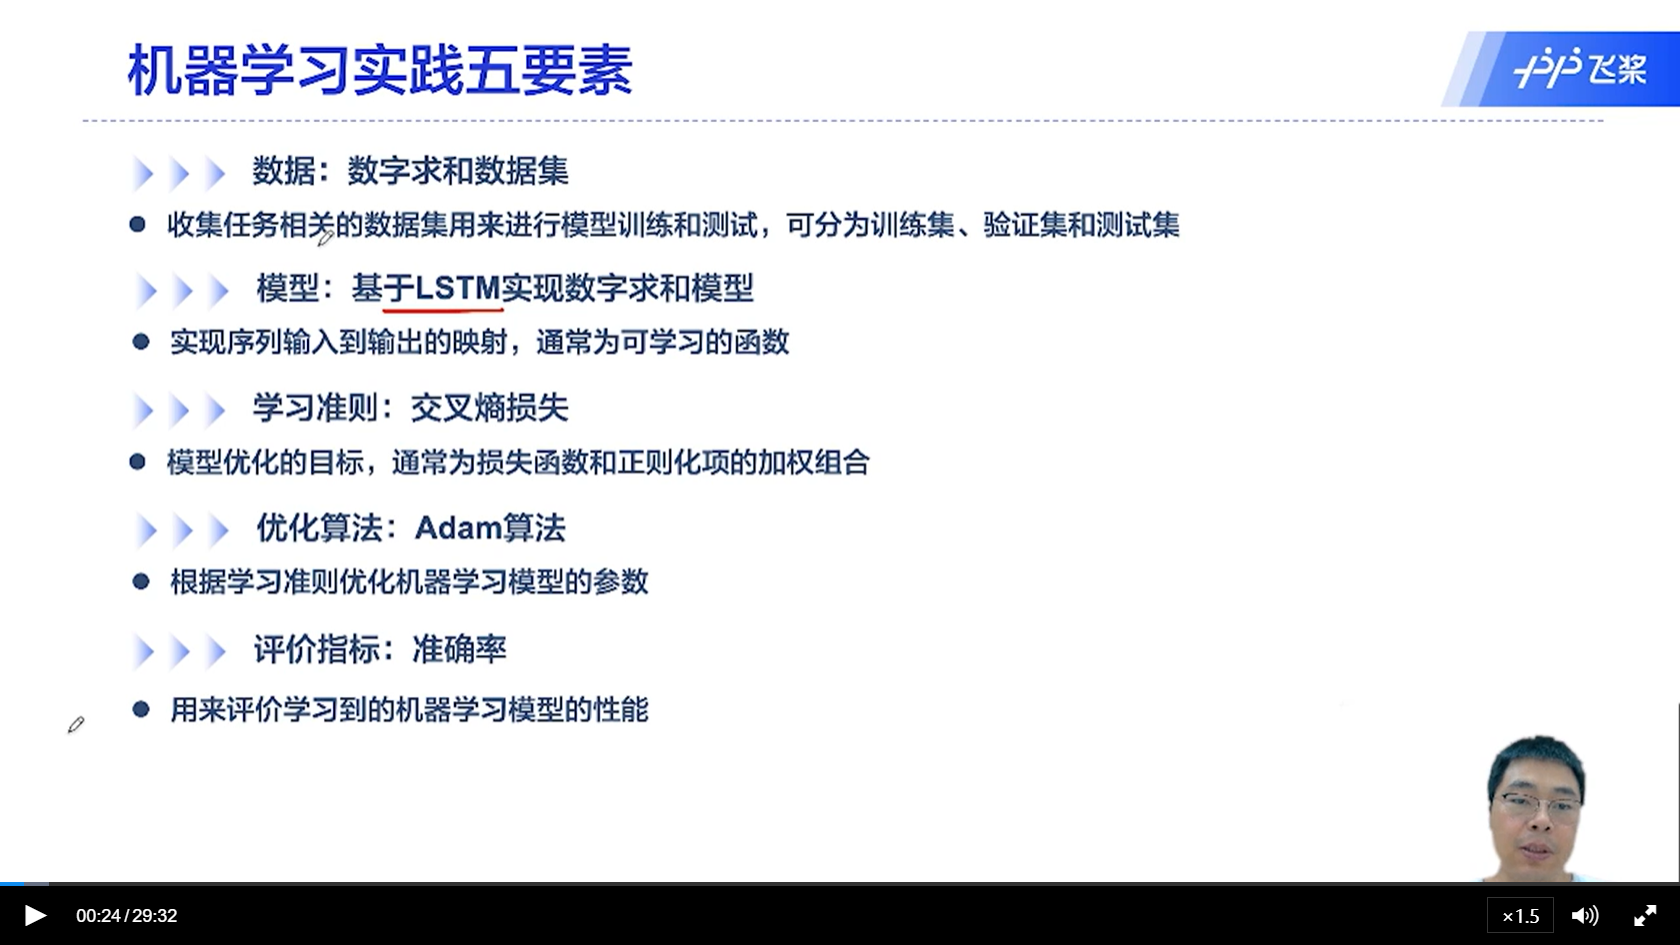 机器学习实践五要素
飞桨
数据：数字求和数据集
收集任务相关的数据集用来进行模型训练和测试，可分为训练集、验证集和测试集
模型：基于LSTM实现数字求和模型
实现序列输入到输出的映射，通常为可学习的函数
学习准则：交叉熵损失
模型优化的目标，通常为损失函数和正则化项的加权组合
优化算法：Adam算法
根据学习准则优化机器学习模型的参数
评价指标：准确率
用来评价学习到的机器学习模型的性能
00:24/29:32
×1.5